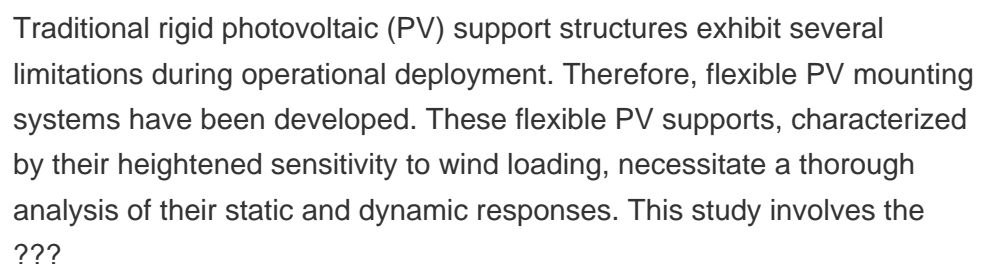 Traditional rigid photovoltaic (PV) support structures exhibit several
limitations during operational deployment. Therefore, flexible PV mounting
systems have been developed. These flexible PV supports, characterized
by their heightened sensitivity to wind loading, necessitate a thorough
analysis of their static and dynamic responses. This study involves the
???